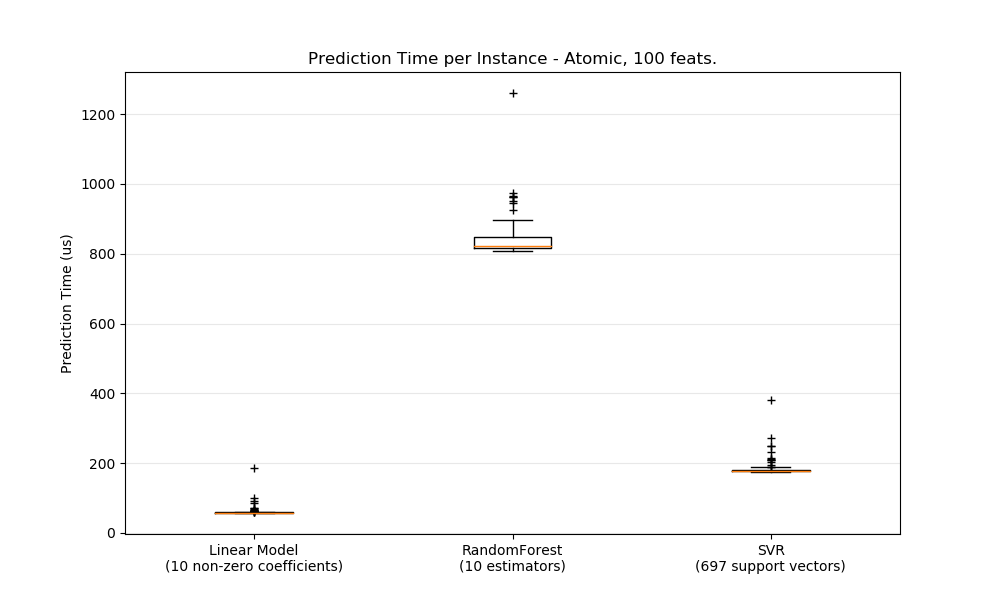 Prediction Time per Instance - Atomic, 100 feats.
Prediction Time (us)
1200
1000
800
600
400
200
0
Linear Model
(10 non-zero coefficients)
RandomForest
(10 estimators)
SVR
(697 support vectors)